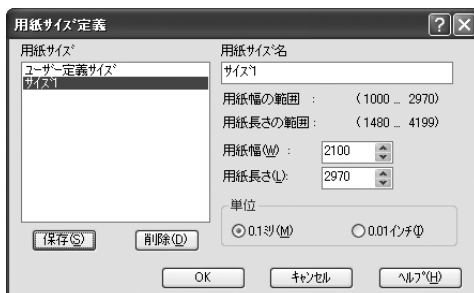 用紙サイズ定義
用紙サイズ
ユーザー定義サイズ
サイズ1
保存(S)
削除(D)
用紙サイズ名
サイズ1
用紙幅の範囲 : (1000 ... 2970)
用紙長さの範囲 : (1480 ... 4199)
用紙幅(W) : 2100
用紙長さ(L): 2970
単位
0.1ミリ(M) 0.01インチ(I)
OK キャンセル ヘルプ(H)